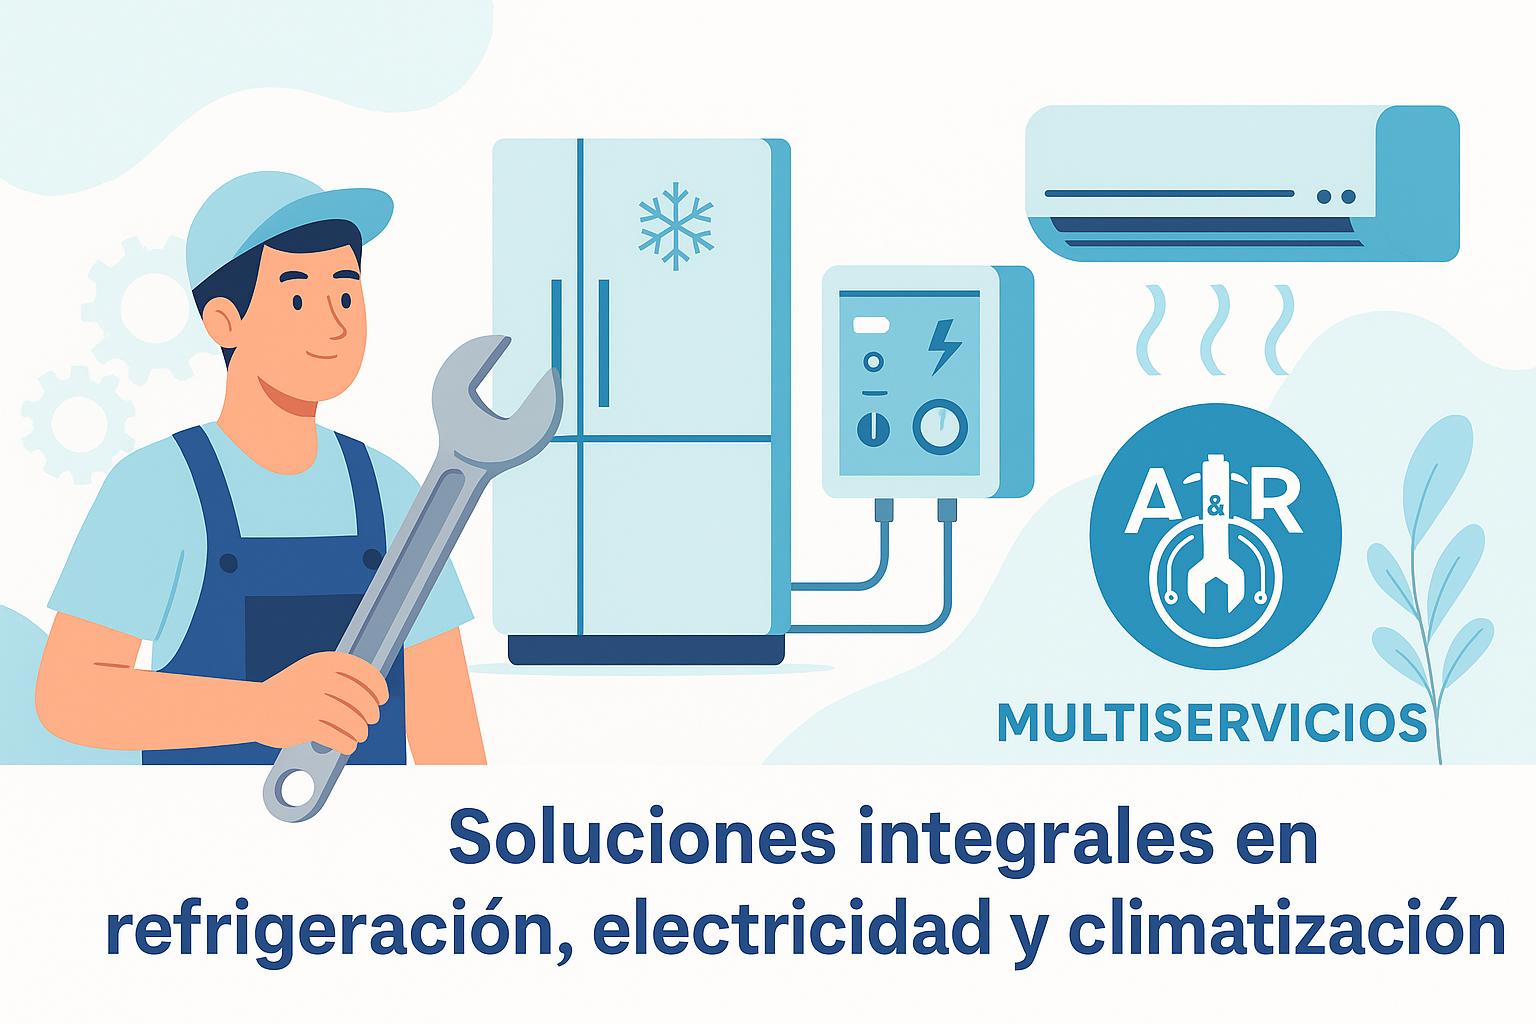 A&R
MULTISERVICIOS
Soluciones integrales en
refrigeración, electricidad y climatización